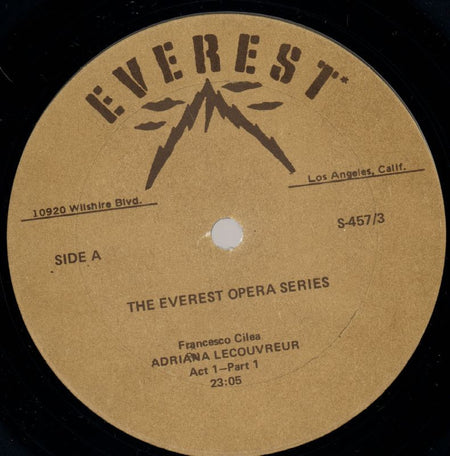 EVEREST
10920 Wilshire Blvd.
Los Angeles, Calif.
SIDE A
S-457/3
THE EVEREST OPERA SERIES
Francesco Cilea
ADRIANA LECOUVREUR
Act 1—Part 1
23:05